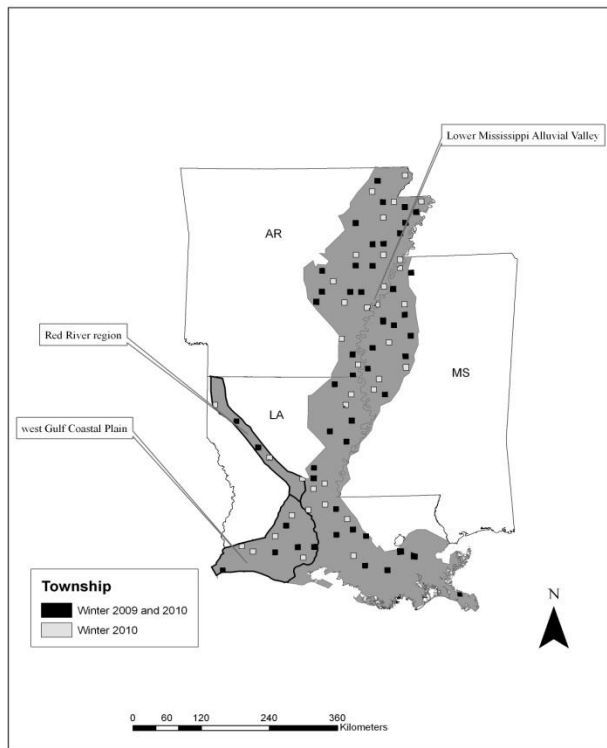 Lower Mississippi Alluvial Valley
AR
Red River region
MS
LA
west Gulf Coastal Plain
Township
Winter 2009 and 2010
Winter 2010
N
0 60 120 240 360
Kilometers